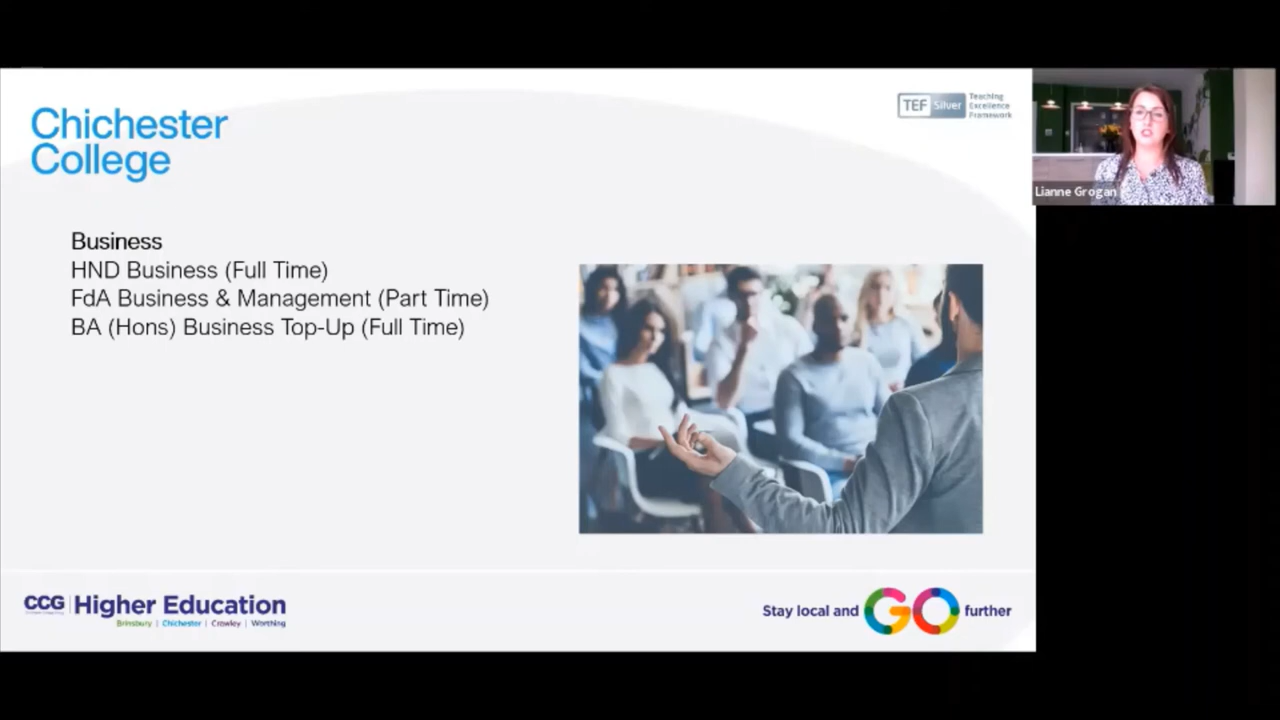 Chichester
College
TEF Silver
Teaching
Excellence
Framework
Lianne Grogan
Business
HND Business (Full Time)
FdA Business & Management (Part Time)
BA (Hons) Business Top-Up (Full Time)
CCG Higher Education
Brinsbury | Chichester | Crawley | Worthing
Stay local and GO further